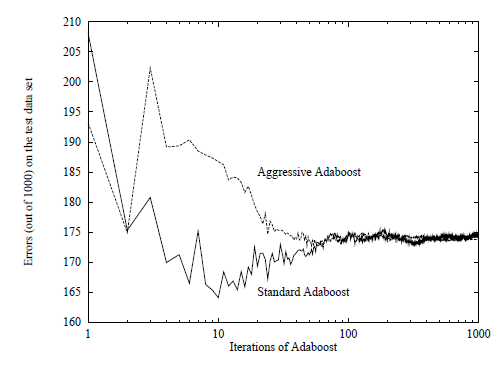 210
205
200
195
190
185
180
175
170
165
160
Errors (out of 1000) on the test data set
Aggressive Adaboost
Standard Adaboost
1 10 100 1000
Iterations of Adaboost